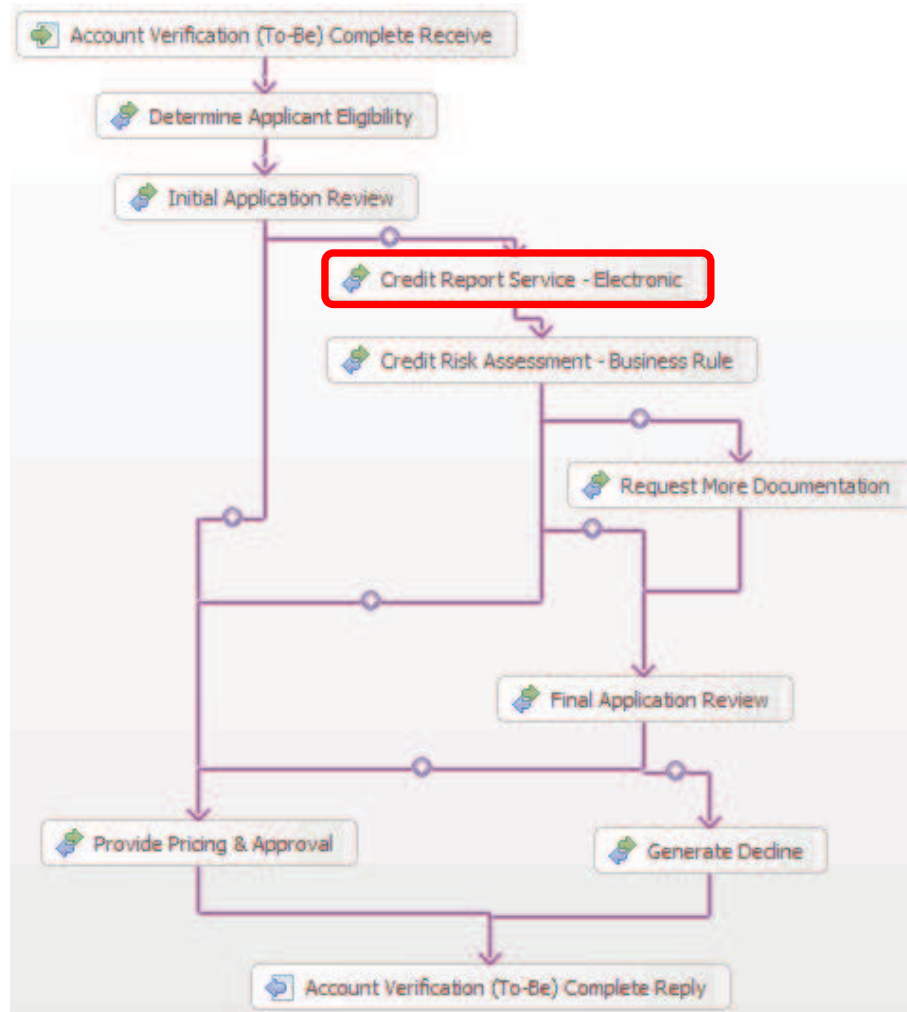 Account Verification (To-Be) Complete Receive
Determine Applicant Eligibility
Initial Application Review
Credit Report Service - Electronic
Credit Risk Assessment - Business Rule
Request More Documentation
Final Application Review
Provide Pricing & Approval
Generate Decline
Account Verification (To-Be) Complete Reply